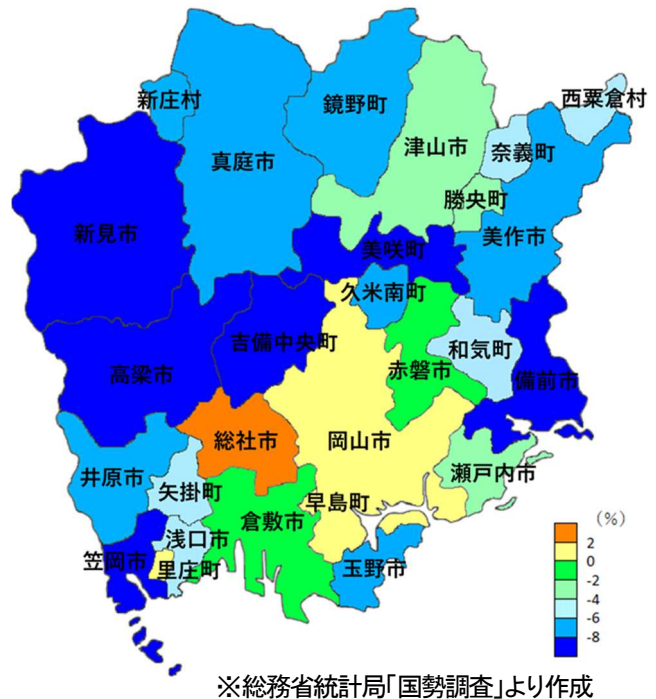 新庄村
鏡野町
西粟倉村
真庭市
津山市
奈義町
勝央町
新見市
美咲町
美作市
久米南町
吉備中央町
和気町
高梁市
赤磐市
備前市
総社市
岡山市
井原市
瀬戸内市
矢掛町
早島町
倉敷市
浅口市
笠岡市
里庄町
玉野市
(%)
2
0
-2
-4
-6
-8
※総務省統計局「国勢調査」より作成